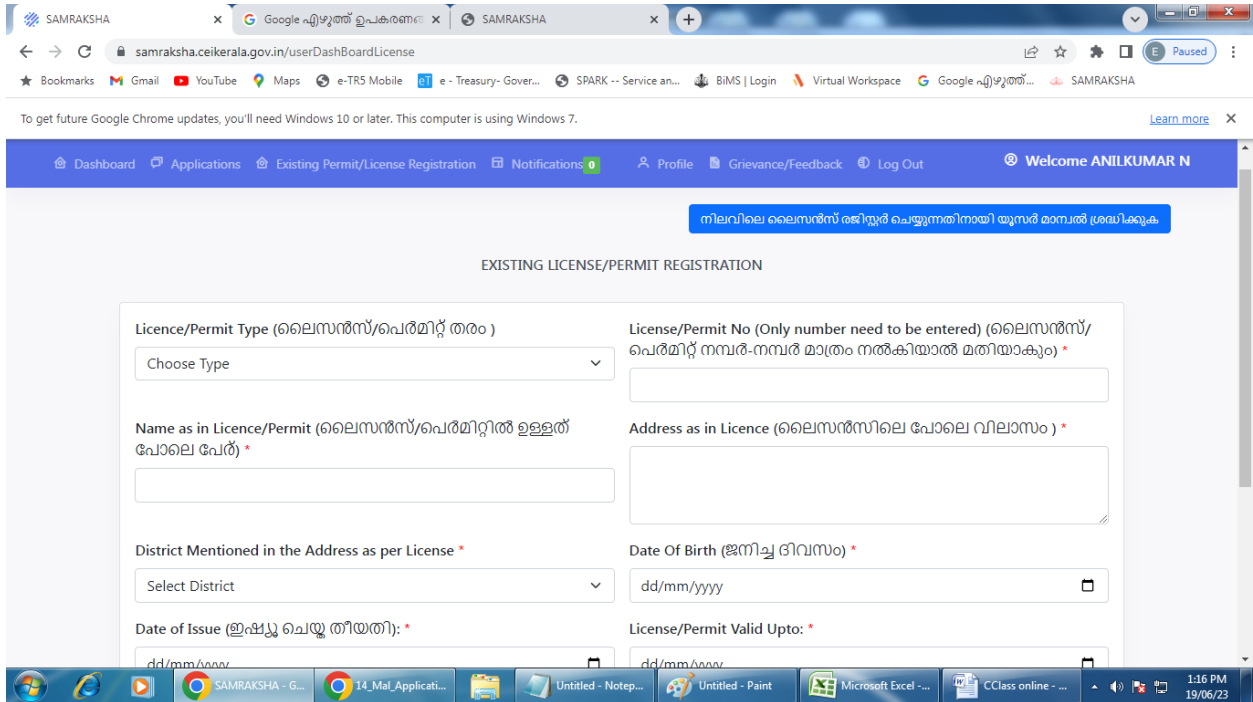 SAMRAKSHA
Google എഴുത്ത് ഉപകരണ
SAMRAKSHA
samraksha.ceikerala.gov.in/userDashBoardLicense
E Paused
Bookmarks Gmail YouTube Maps e-TR5 Mobile eT e - Treasury- Gover... SPARK -- Service an... BiMS | Login Virtual Workspace Google എഴുത്ത്... SAMRAKSHA
To get future Google Chrome updates, you'll need Windows 10 or later. This computer is using Windows 7.
Learn more
Dashboard Applications Existing Permit/License Registration Notifications 0 Profile Grievance/Feedback Log Out Welcome ANILKUMAR N
നിലവിലെ ലൈസൻസ് രജിസ്റ്റർ ചെയ്യുന്നതിനായി യൂസർ മാന്വൽ ശ്രദ്ധിക്കുക
EXISTING LICENSE/PERMIT REGISTRATION
Licence/Permit Type (ലൈസൻസ്/പെർമിറ്റ് തരം )
Choose Type
License/Permit No (Only number need to be entered) (ലൈസൻസ്/
പെർമിറ്റ് നമ്പർ-നമ്പർ മാത്രം നൽകിയാൽ മതിയാകും) *
Name as in Licence/Permit (ലൈസൻസ്/പെർമിറ്റിൽ ഉള്ളത്
പോലെ പേര്) *
Address as in Licence (ലൈസൻസിലെ പോലെ വിലാസം ) *
District Mentioned in the Address as per License *
Select District
Date Of Birth (ജനിച്ച ദിവസം) *
dd/mm/yyyy
Date of Issue (ഇഷ്യൂ ചെയ്ത തീയതി): *
dd/mm/yyyy
License/Permit Valid Upto: *
dd/mm/yyyy
SAMRAKSHA - G... 14_Mal_Applicati... Untitled - Notep... Untitled - Paint Microsoft Excel -... CClass online - ... 1:16 PM
19/06/23